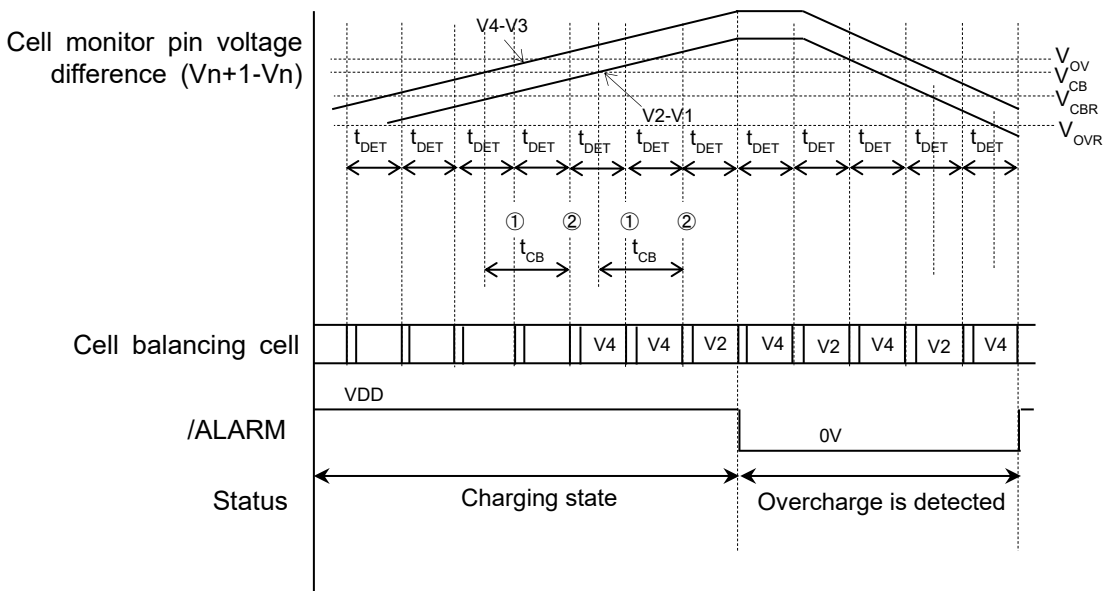 Cell monitor pin voltage
difference (Vn+1-Vn)
V4-V3
V2-V1
VOV
VCB
VCBR
VOVR
tDET tDET tDET tDET tDET tDET tDET tDET tDET tDET tDET tDET
① ② ① ②
tCB tCB
Cell balancing cell V4 V4 V2 V4 V2 V4 V2 V4
VDD
/ALARM 0V
Status Charging state Overcharge is detected